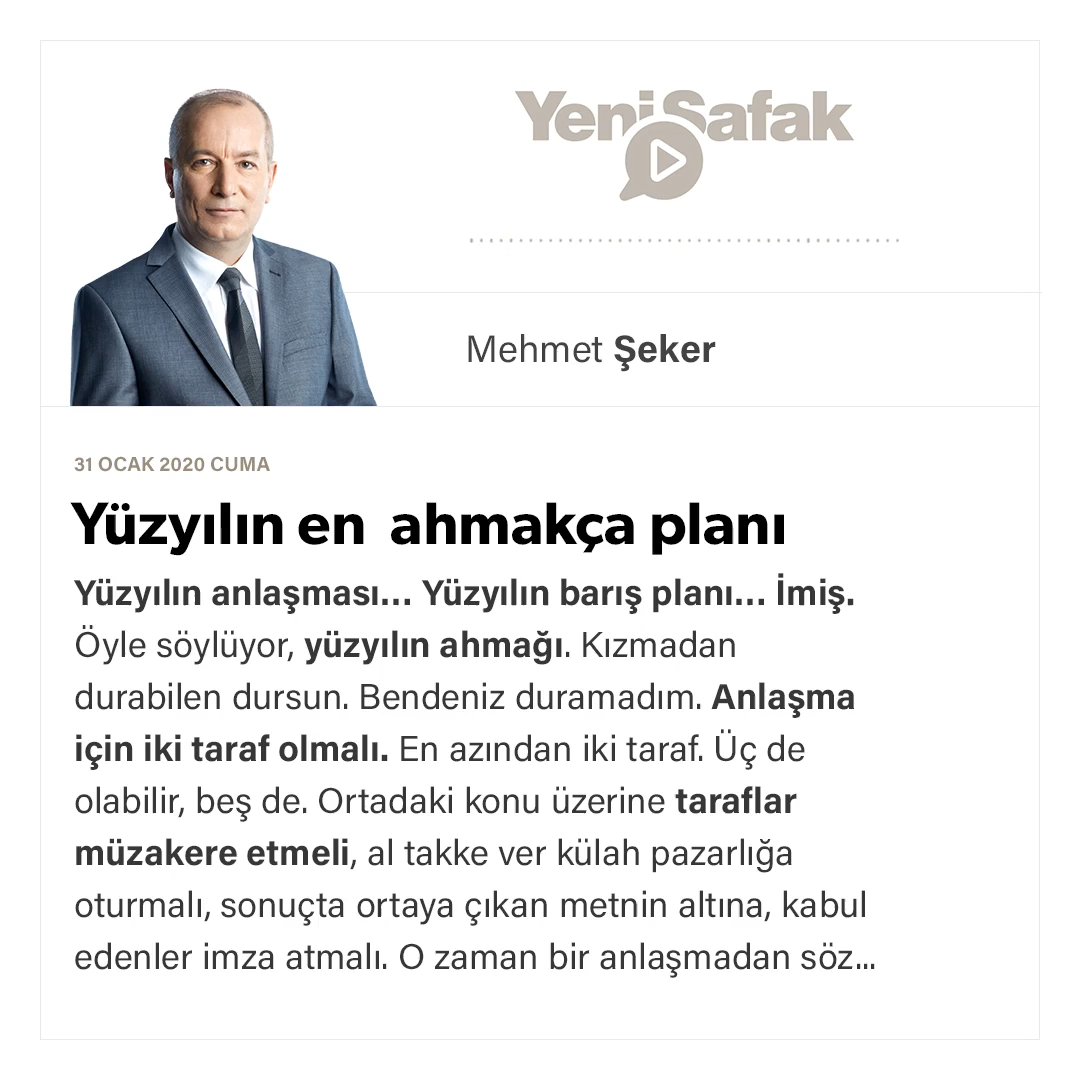 YeniŞafak
Mehmet Şeker
31 OCAK 2020 CUMA
Yüzyılın en ahmakça planı
Yüzyılın anlaşması... Yüzyılın barış planı... İmiş.
Öyle söylüyor, yüzyılın ahmağı. Kızmadan
durabilen dursun. Bendeniz duramadım. Anlaşma
için iki taraf olmalı. En azından iki taraf. Üç de
olabilir, beş de. Ortadaki konu üzerine taraflar
müzakere etmeli, al takke ver külah pazarlığa
oturmalı, sonuçta ortaya çıkan metnin altına, kabul
edenler imza atmalı. O zaman bir anlaşmadan söz...